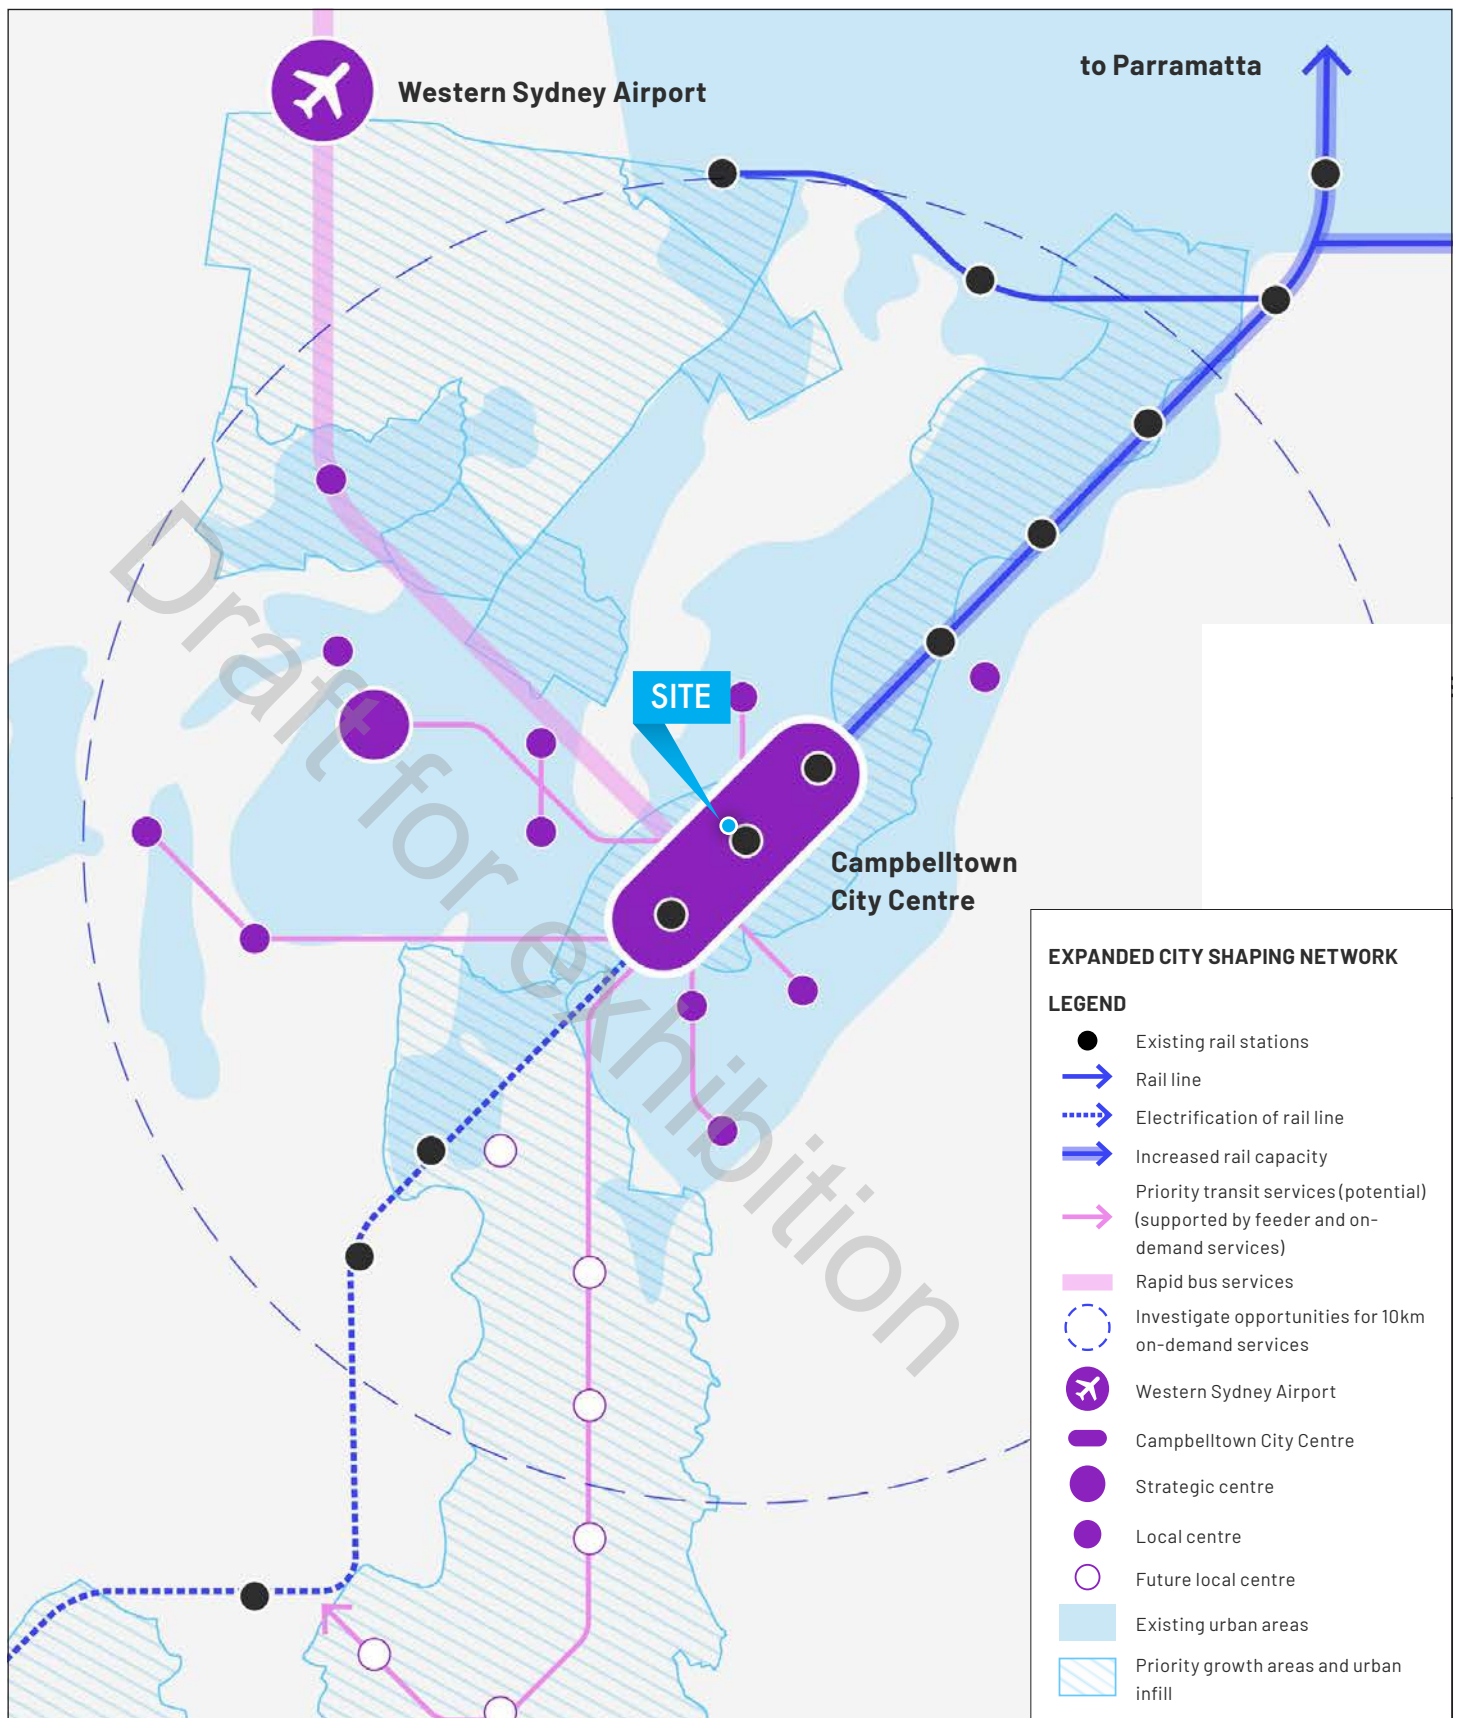 to Parramatta
Western Sydney Airport
SITE
Campbelltown
City Centre
Draft for exhibition
EXPANDED CITY SHAPING NETWORK
LEGEND
Existing rail stations
Rail line
Electrification of rail line
Increased rail capacity
Priority transit services (potential)
(supported by feeder and on-
demand services)
Rapid bus services
Investigate opportunities for 10km
on-demand services
Western Sydney Airport
Campbelltown City Centre
Strategic centre
Local centre
Future local centre
Existing urban areas
Priority growth areas and urban
infill